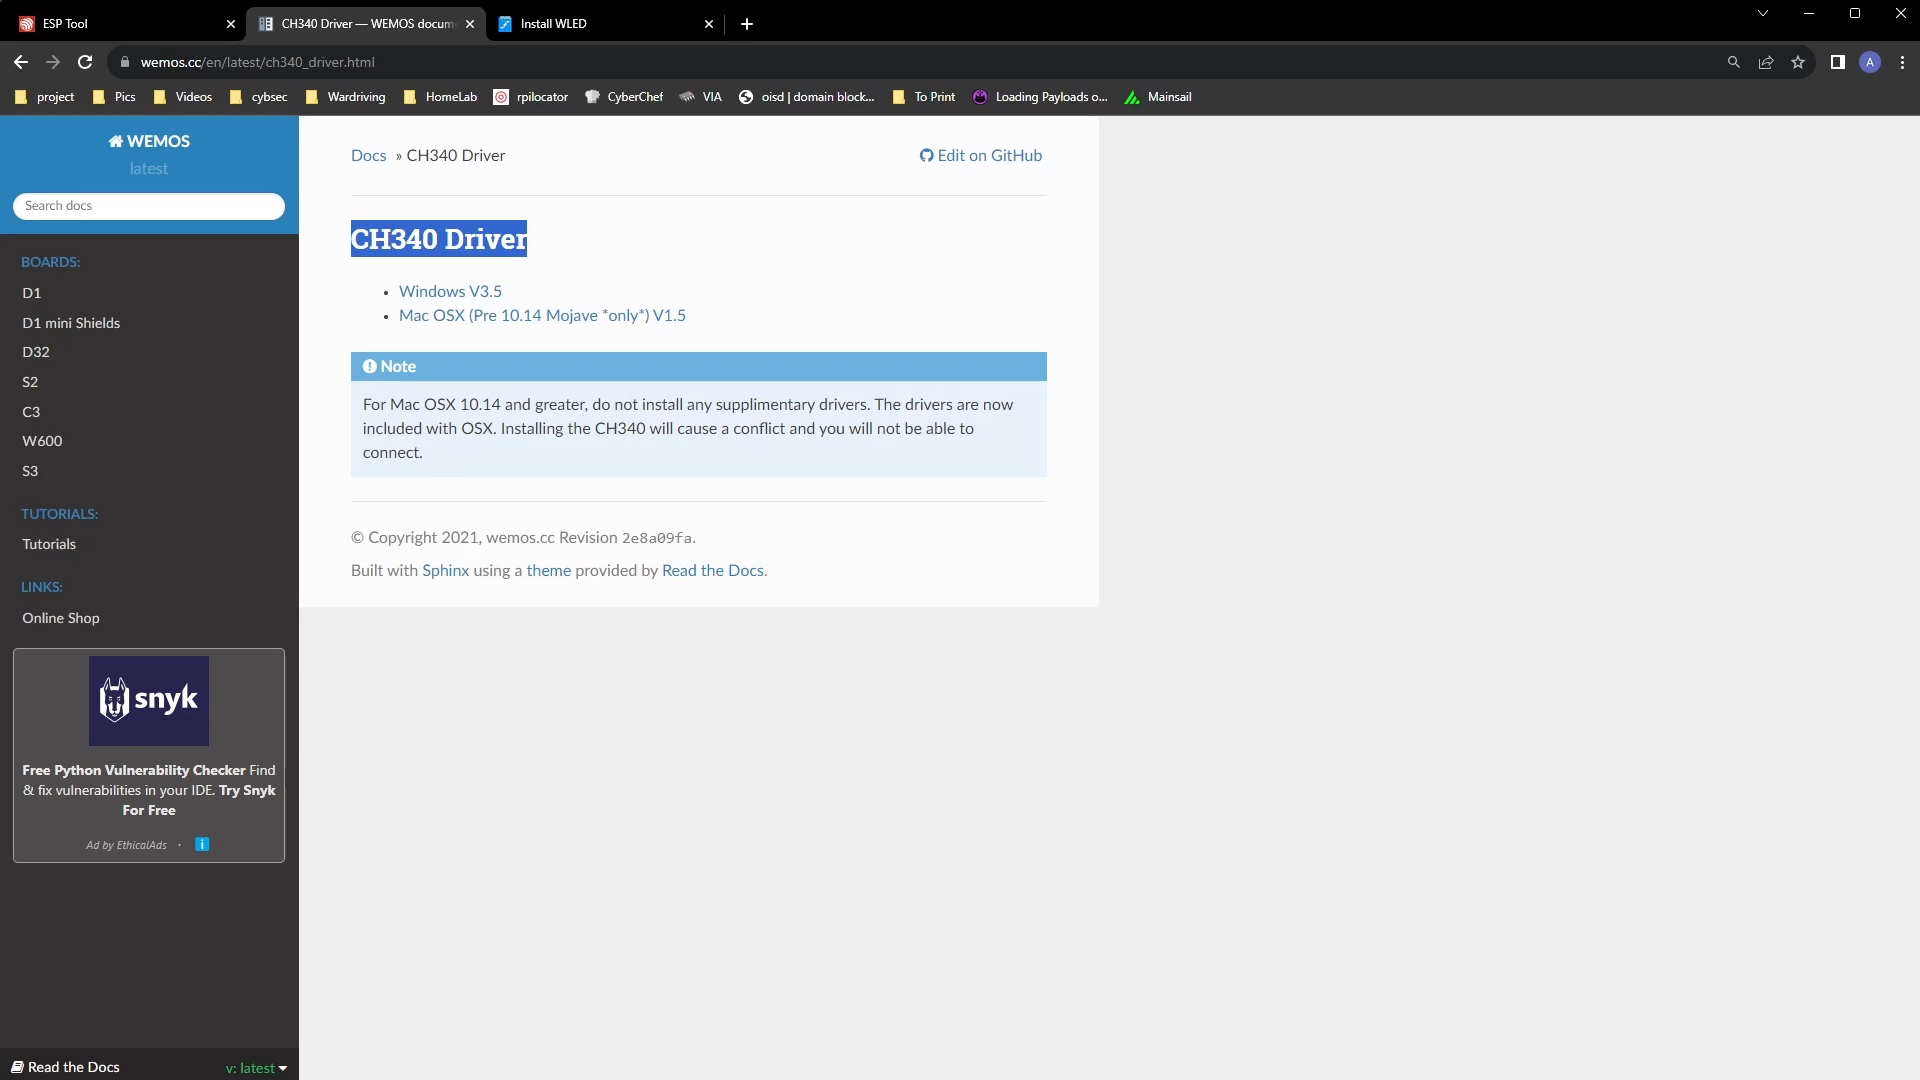 ESP Tool
CH340 Driver — WEMOS docum
Install WLED
wemos.cc/en/latest/ch340_driver.html
A
project
Pics
Videos
cybsec
Wardriving
HomeLab
rpilocator
CyberChef
VIA
oisd | domain block...
To Print
Loading Payloads o...
Mainsail
WEMOS
latest
Search docs
BOARDS:
D1
D1 mini Shields
D32
S2
C3
W600
S3
TUTORIALS:
Tutorials
LINKS:
Online Shop
snyk
Free Python Vulnerability Checker Find
& fix vulnerabilities in your IDE. Try Snyk
For Free
Ad by EthicalAds · i
Read the Docs
v: latest
Docs » CH340 Driver
Edit on GitHub
CH340 Driver
• Windows V3.5
• Mac OSX (Pre 10.14 Mojave *only*) V1.5
Note
For Mac OSX 10.14 and greater, do not install any supplimentary drivers. The drivers are now
included with OSX. Installing the CH340 will cause a conflict and you will not be able to
connect.
© Copyright 2021, wemos.cc Revision 2e8a09fa.
Built with Sphinx using a theme provided by Read the Docs.